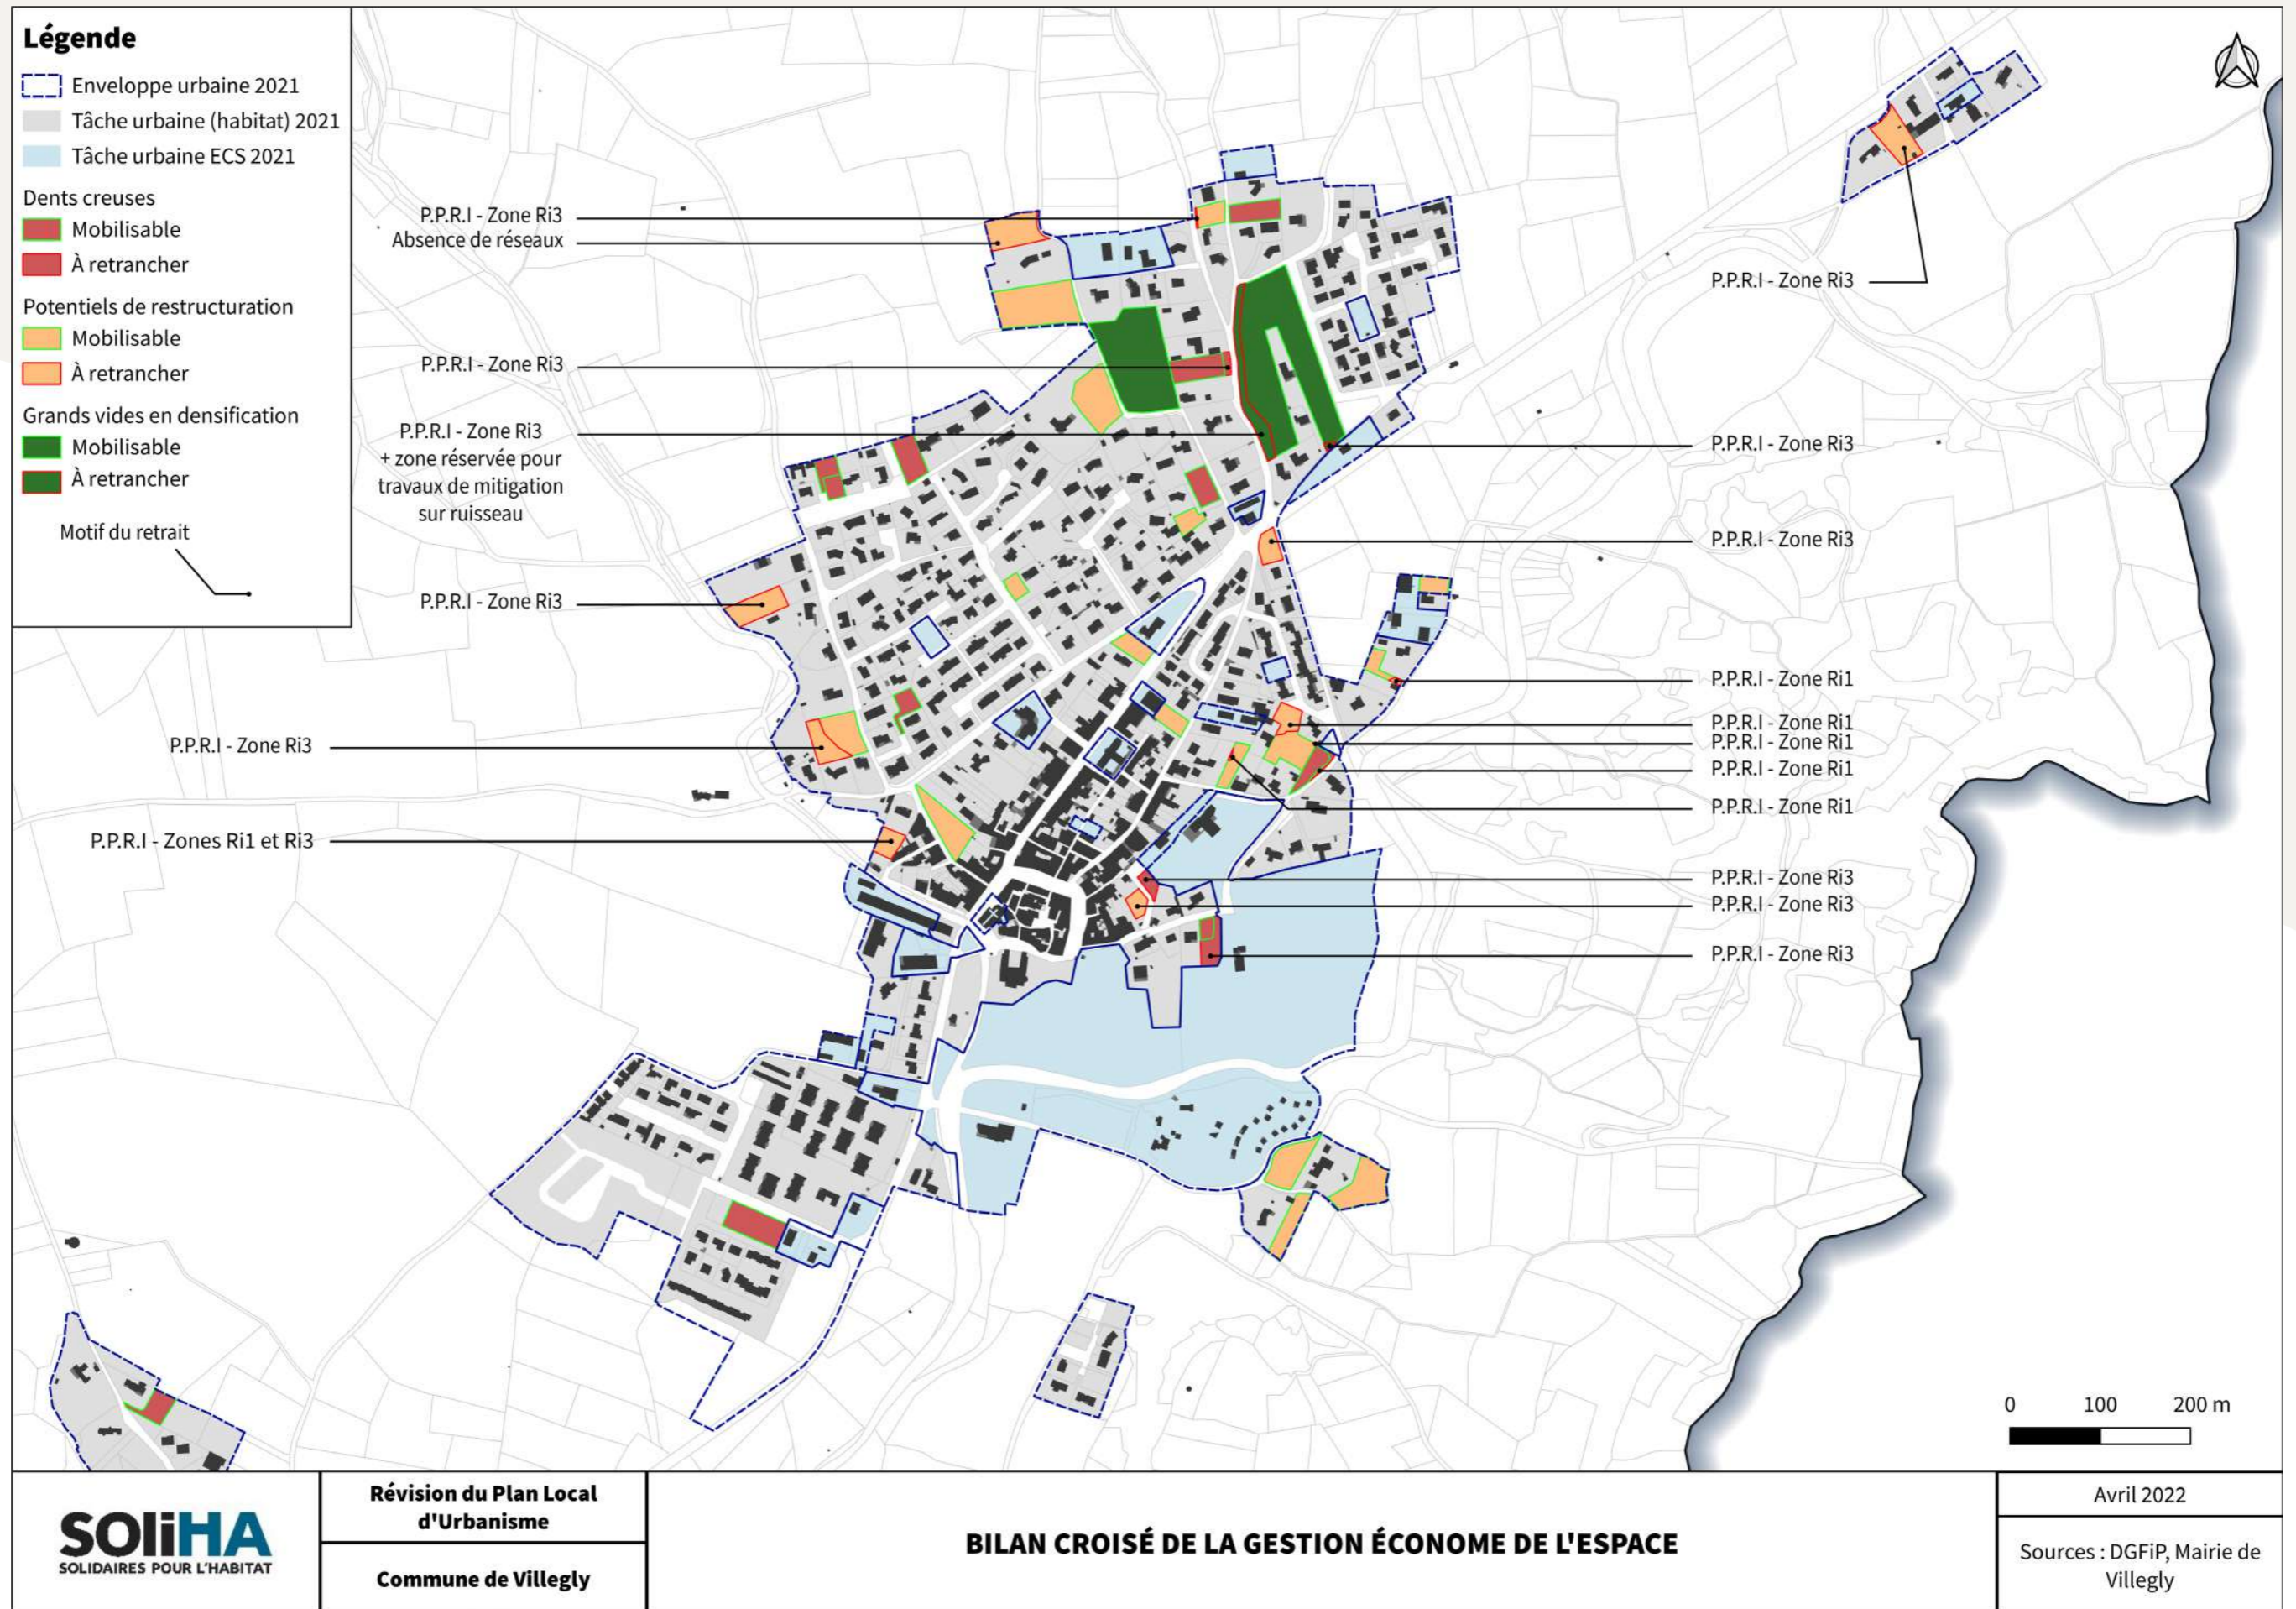 Légende
Enveloppe urbaine 2021
Tâche urbaine (habitat) 2021
Tâche urbaine ECS 2021
Dents creuses
Mobilisable
À retrancher
Potentiels de restructuration
Mobilisable
À retrancher
Grands vides en densification
Mobilisable
À retrancher
Motif du retrait
P.P.R.I - Zone Ri3
Absence de réseaux
P.P.R.I - Zone Ri3
P.P.R.I - Zone Ri3
+ zone réservée pour
travaux de mitigation
sur ruisseau
P.P.R.I - Zone Ri3
P.P.R.I - Zone Ri3
P.P.R.I - Zones Ri1 et Ri3
P.P.R.I - Zone Ri3
P.P.R.I - Zone Ri3
P.P.R.I - Zone Ri3
P.P.R.I - Zone Ri1
P.P.R.I - Zone Ri1
P.P.R.I - Zone Ri1
P.P.R.I - Zone Ri1
P.P.R.I - Zone Ri1
P.P.R.I - Zone Ri3
P.P.R.I - Zone Ri3
P.P.R.I - Zone Ri3
0 100 200 m
SOliHA
SOLIDAIRES POUR L'HABITAT
Révision du Plan Local
d'Urbanisme
Commune de Villegly
BILAN CROISÉ DE LA GESTION ÉCONOME DE L'ESPACE
Avril 2022
Sources : DGFiP, Mairie de
Villegly